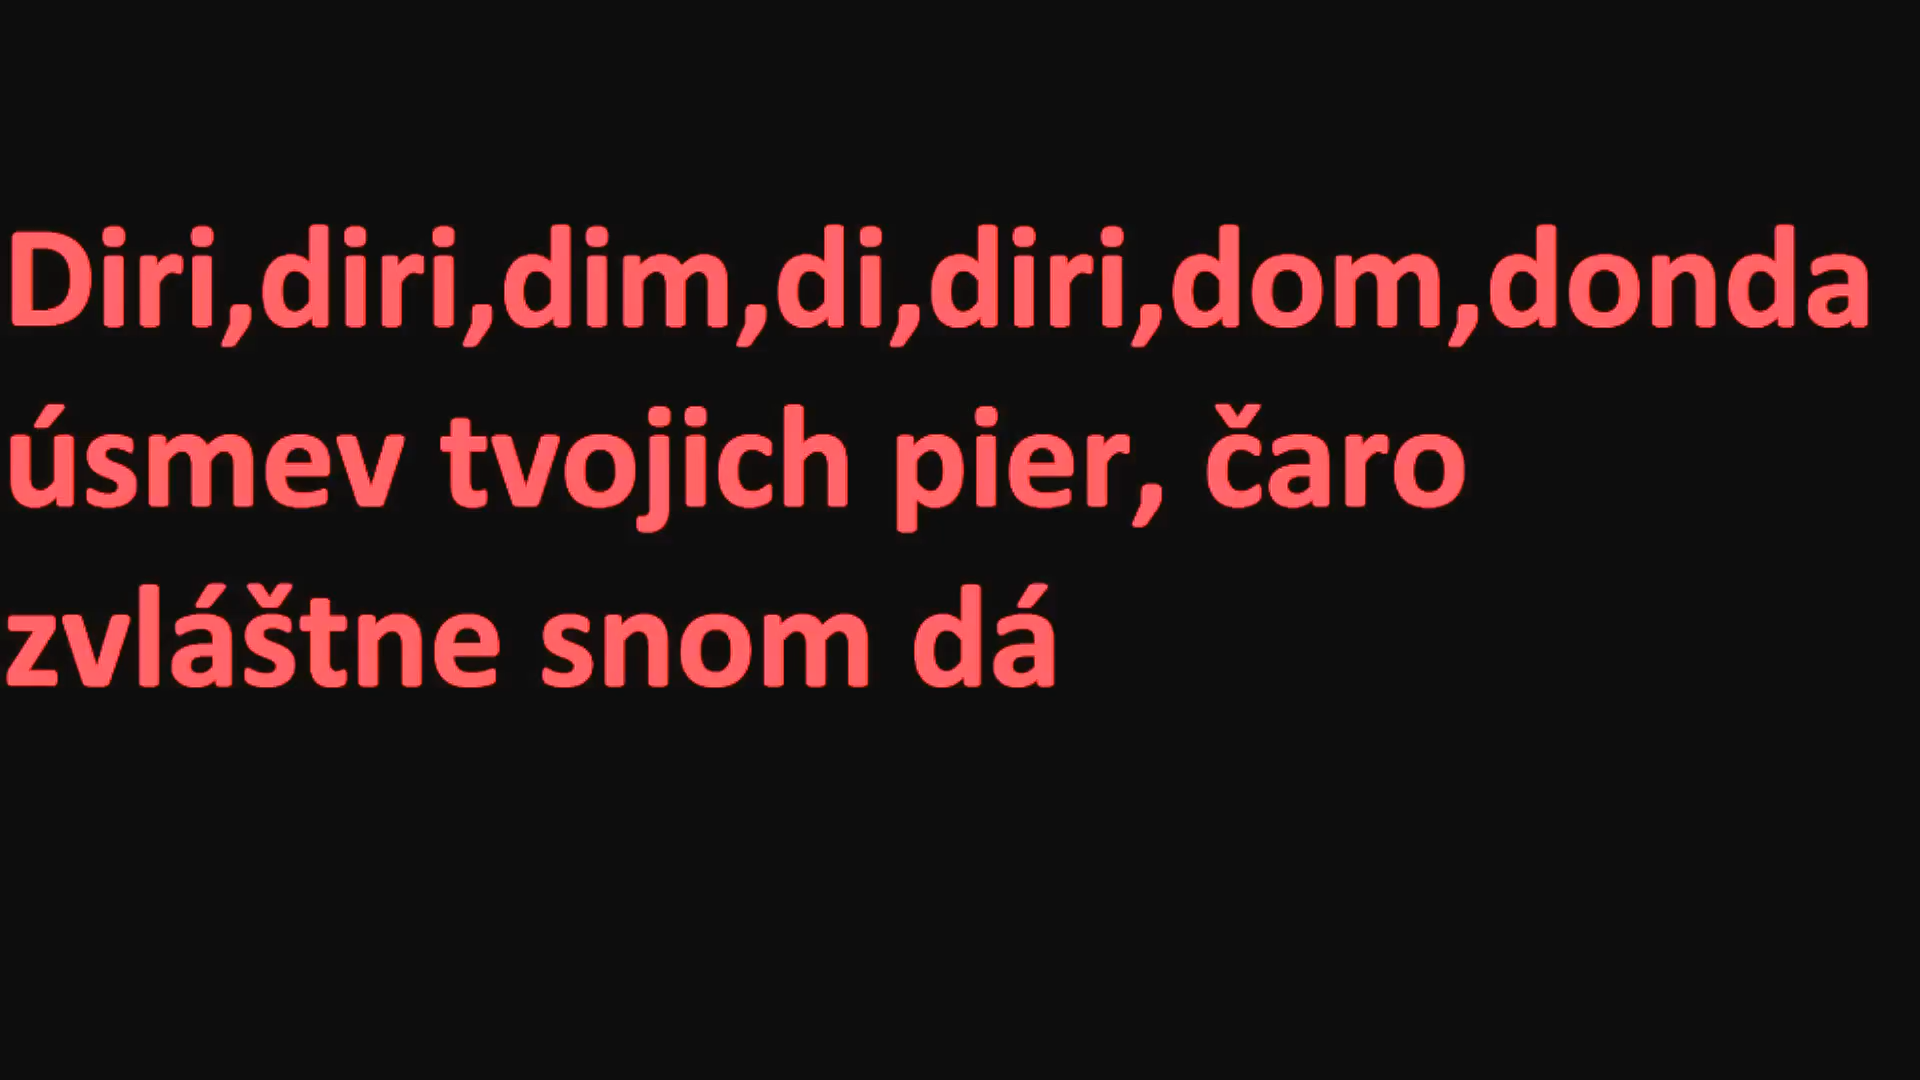 Diri,diri,dim,di,diri,dom,donda
úsmev tvojich pier, čaro
zvláštne snom dá